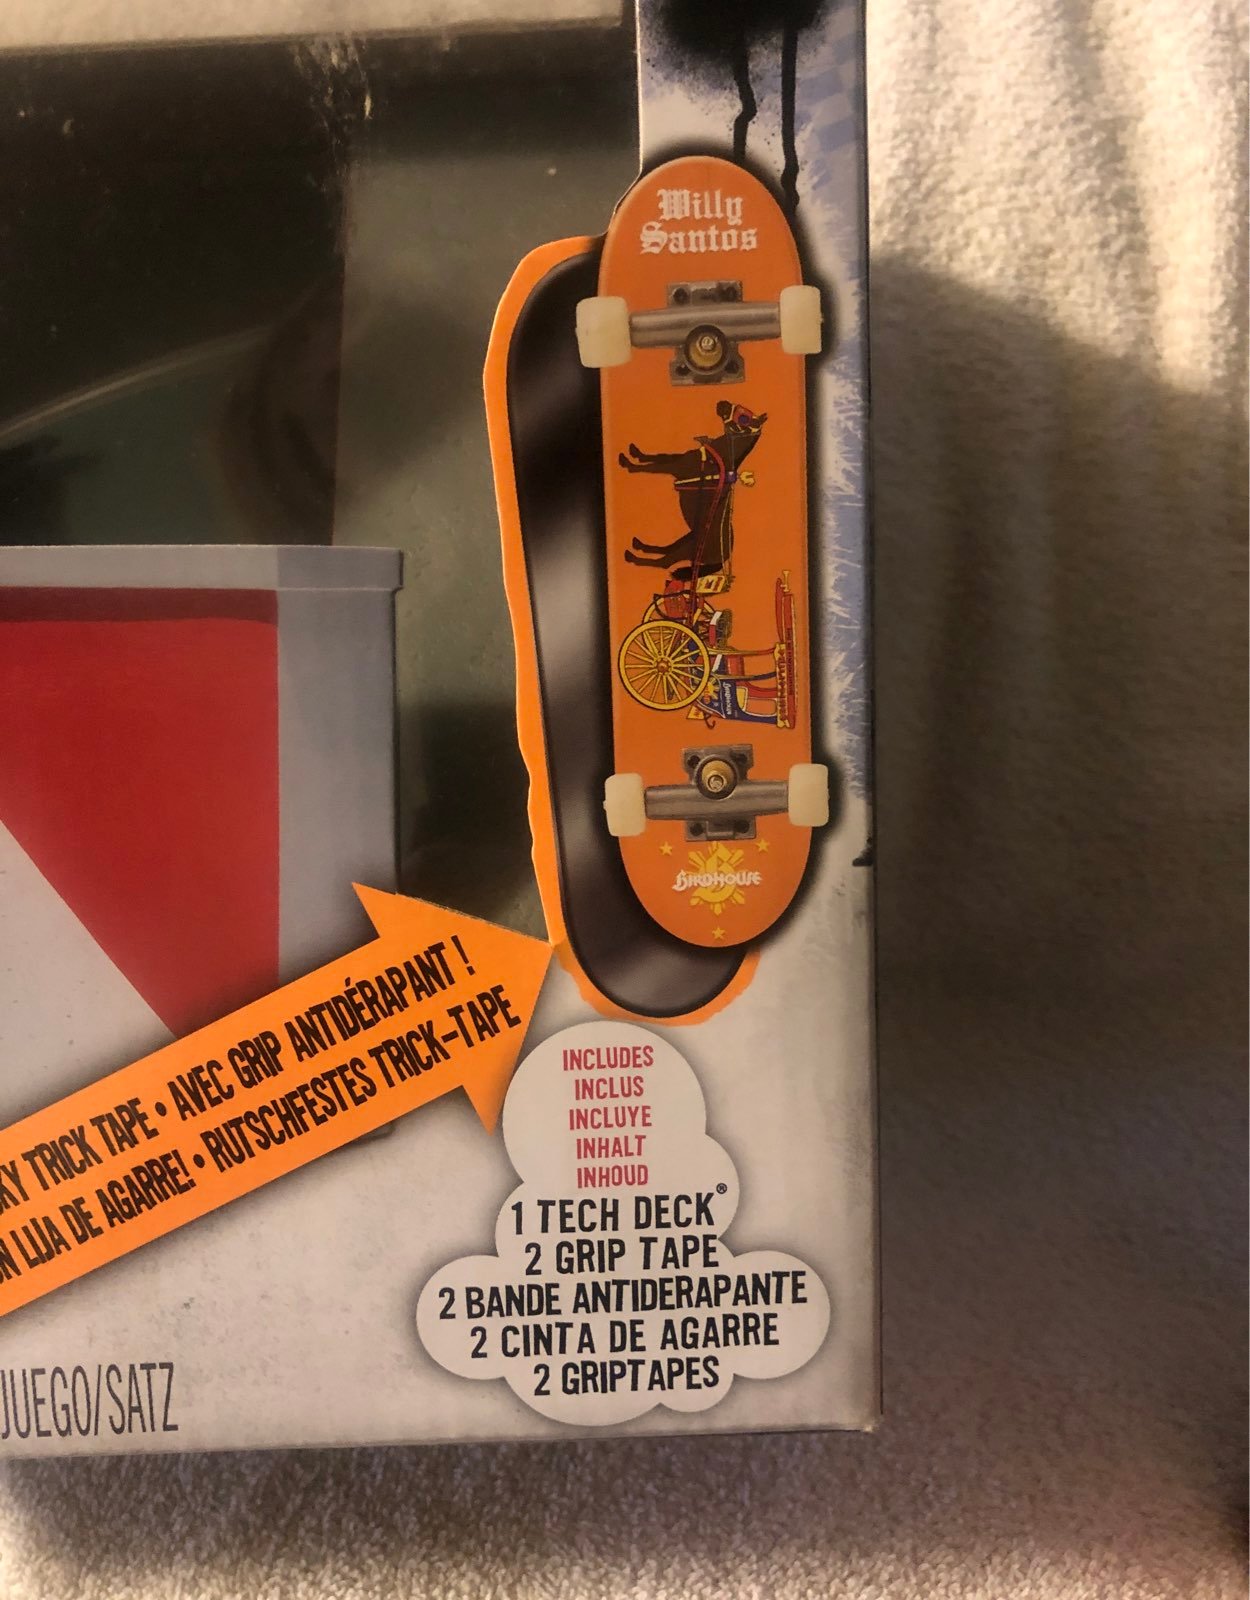 Willy
Santos
BIRDHOUSE
TRICK TAPE • AVEC GRIP ANTIDÉRAPANT !
LIJA DE AGARRE! • RUTSCHFESTES TRICK-TAPE
INCLUDES
INCLUS
INCLUYE
INHALT
INHOUD
1 TECH DECK®
2 GRIP TAPE
2 BANDE ANTIDERAPANTE
2 CINTA DE AGARRE
2 GRIPTAPES
JUEGO/SATZ